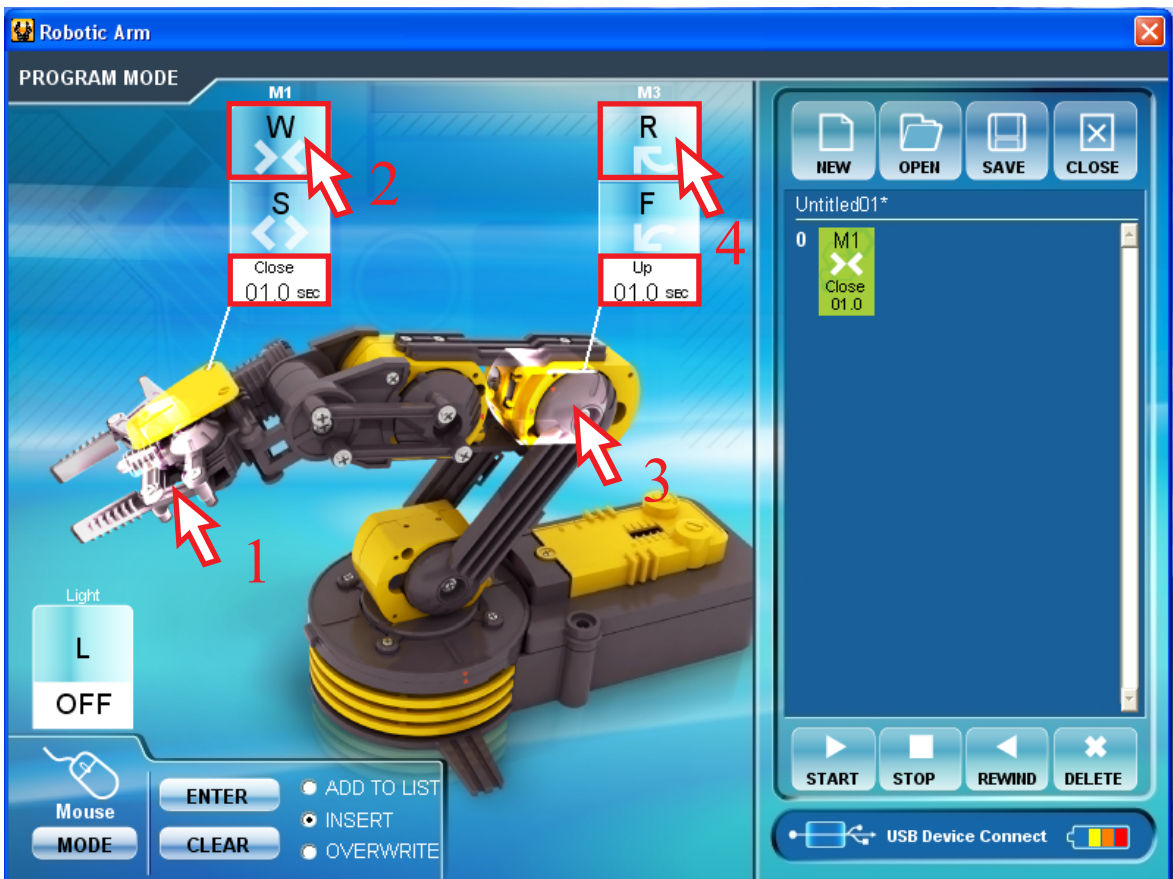 Robotic Arm
PROGRAM MODE
M1
W
2
S
Close
01.0 SEC
M3
R
4
F
Up
01.0 SEC
3
1
Light
L
OFF
Mouse
MODE
ENTER
CLEAR
ADD TO LIST
INSERT
OVERWRITE
NEW
OPEN
SAVE
CLOSE
Untitled01*
0
M1
Close
01.0
START
STOP
REWIND
DELETE
USB Device Connect